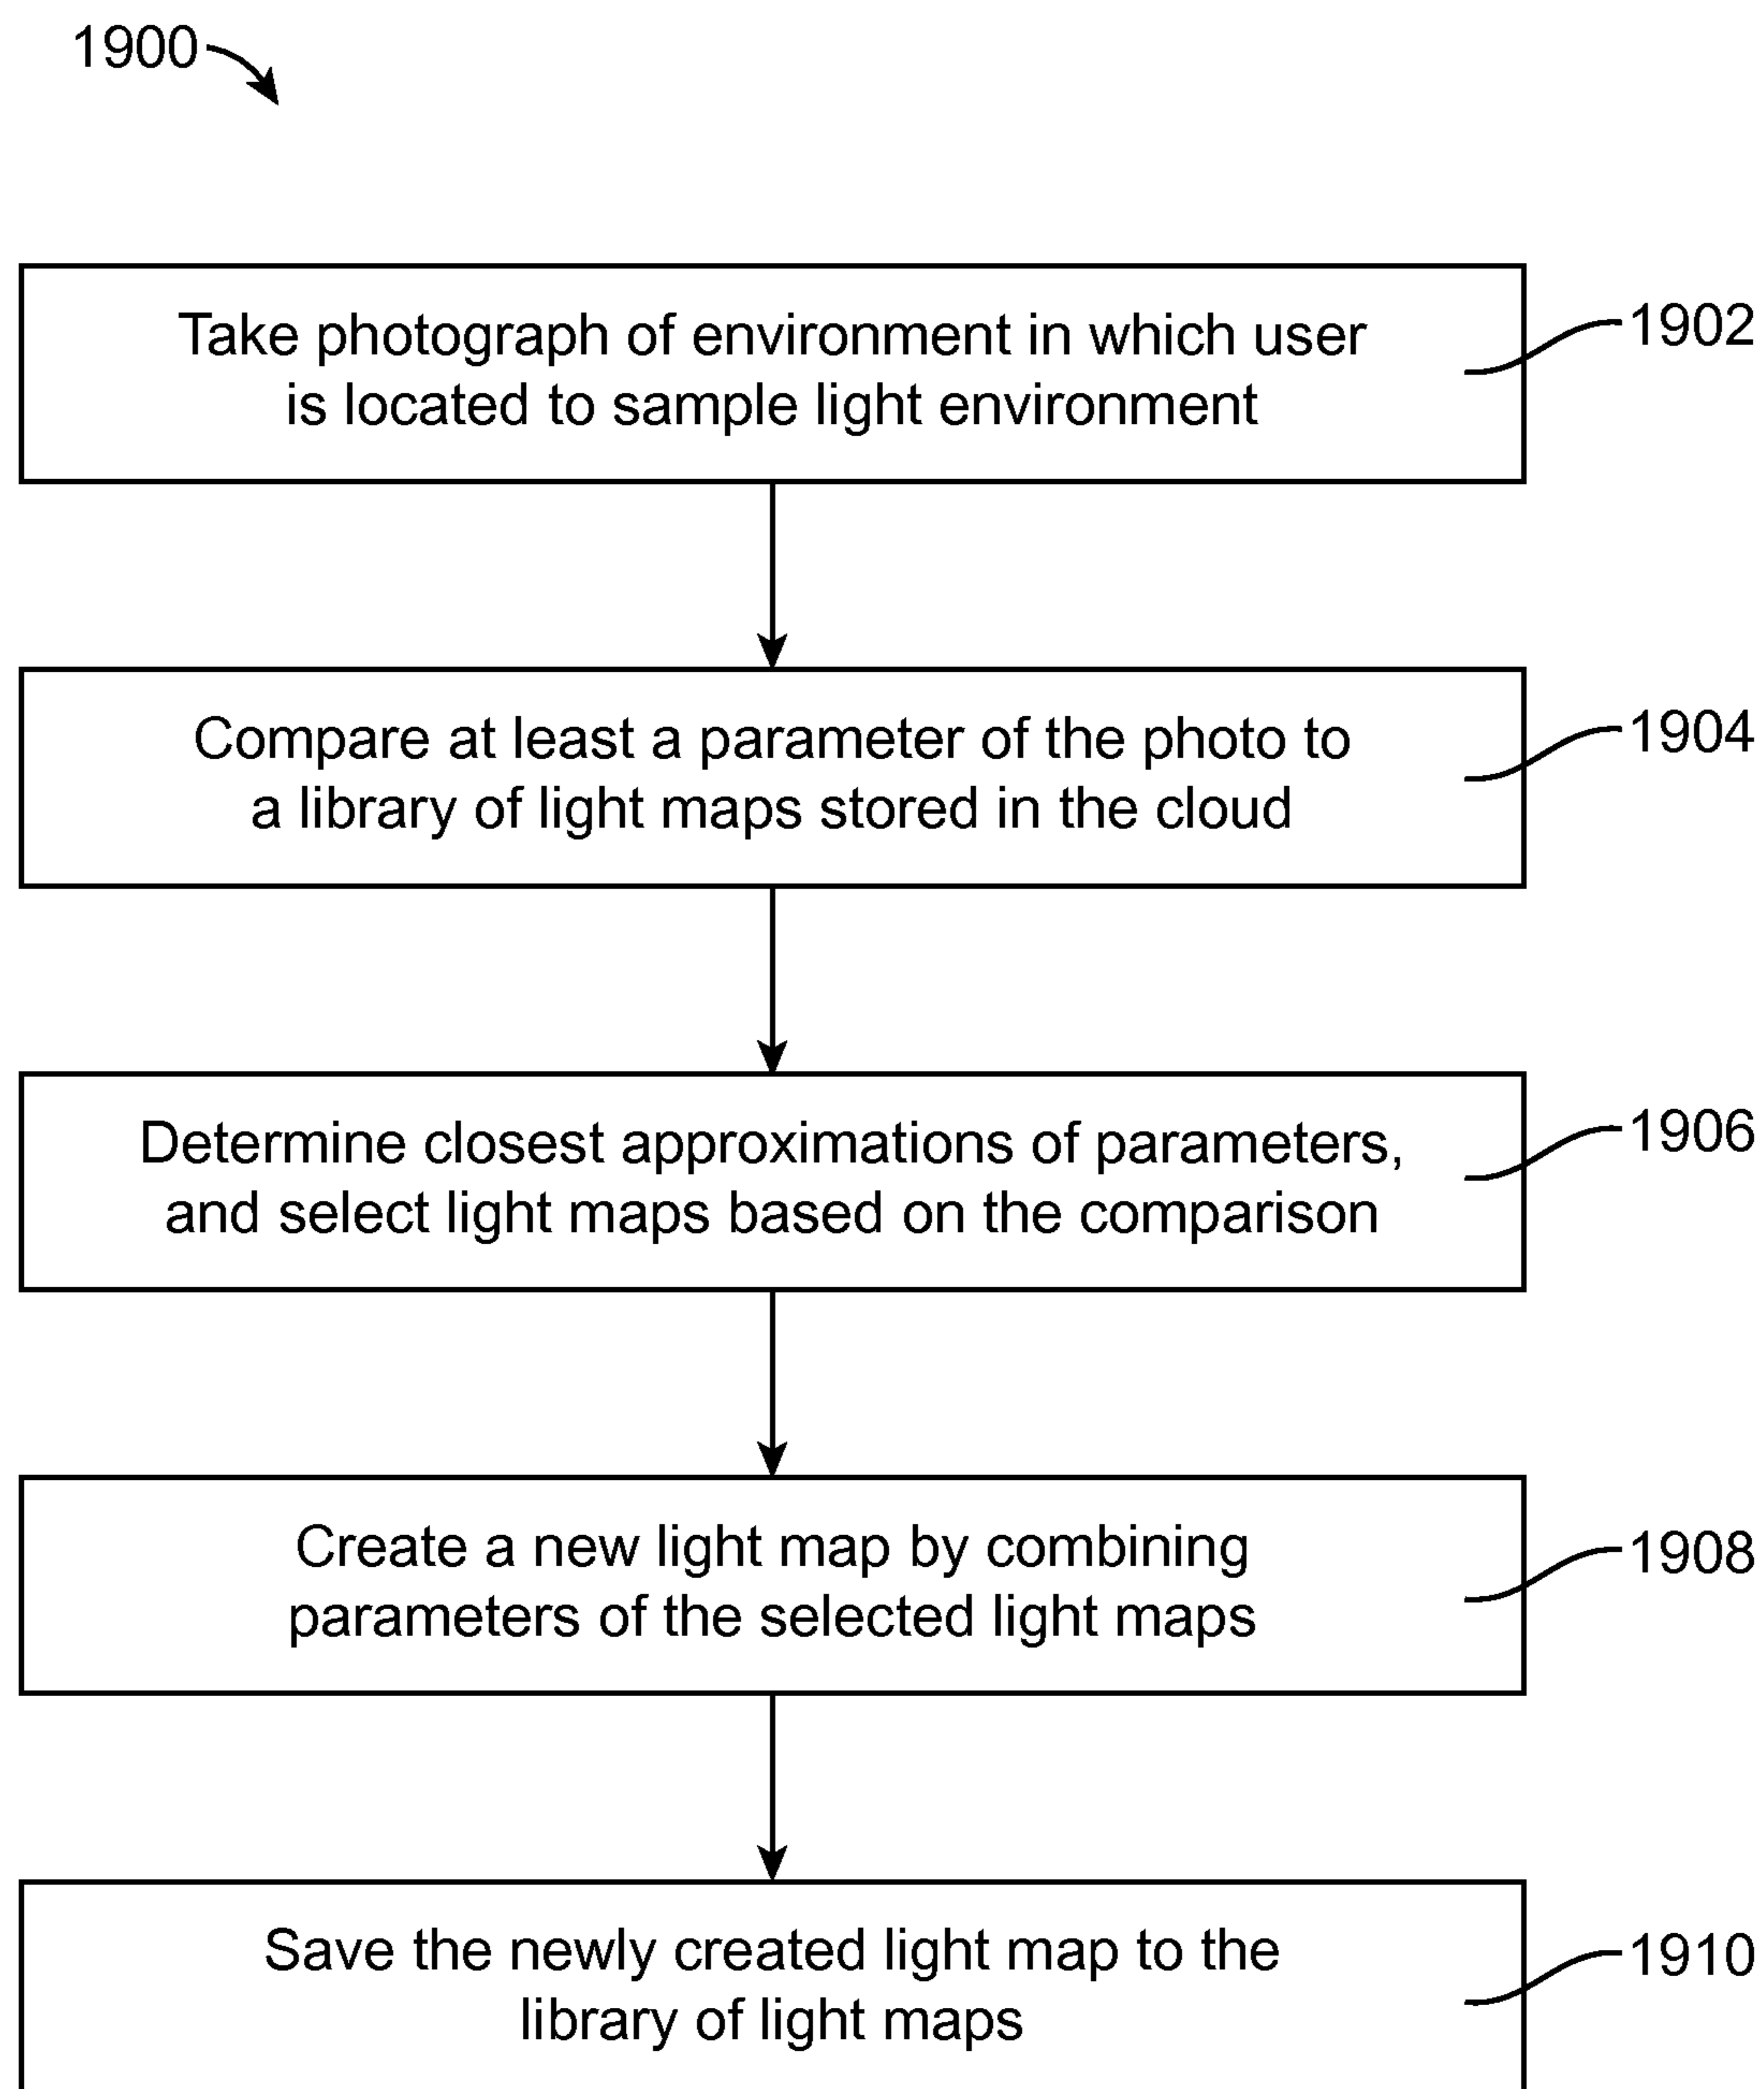 1900
Take photograph of environment in which user
is located to sample light environment
1902
Compare at least a parameter of the photo to
a library of light maps stored in the cloud
1904
Determine closest approximations of parameters,
and select light maps based on the comparison
1906
Create a new light map by combining
parameters of the selected light maps
1908
Save the newly created light map to the
library of light maps
1910